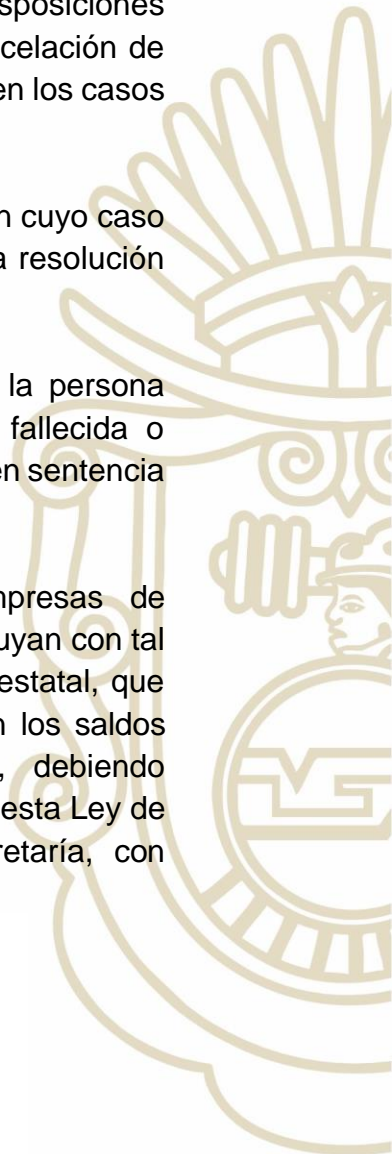 sposiciones
celación de
en los casos
n cuyo caso
a resolución
la persona
fallecida o
en sentencia
mpresas de
uyan con tal
estatal, que
n los saldos
, debiendo
esta Ley de
retaría, con